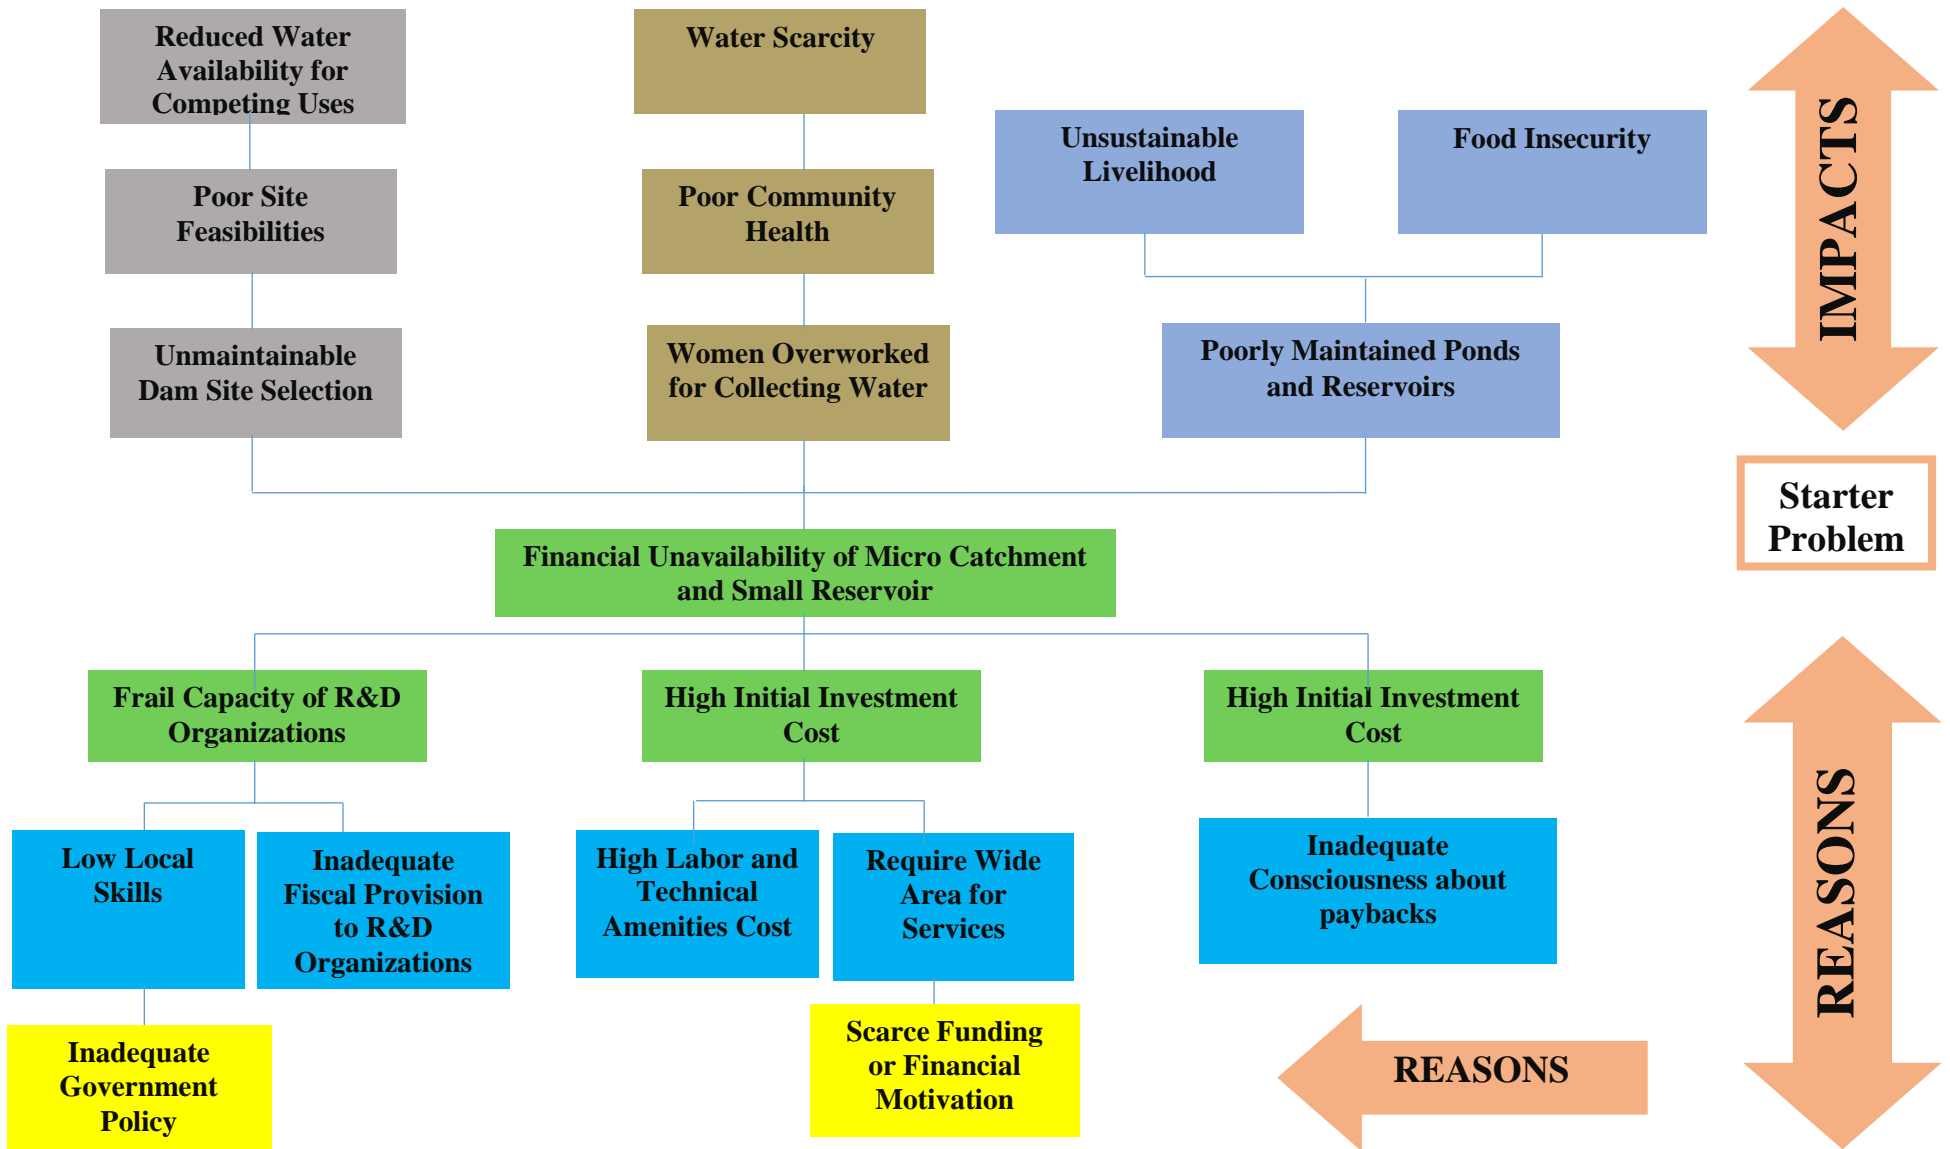 Reduced Water
Availability for
Competing Uses
Water Scarcity
Unsustainable
Livelihood
Food Insecurity
Poor Site
Feasibilities
Poor Community
Health
Unmaintainable
Dam Site Selection
Women Overworked
for Collecting Water
Poorly Maintained Ponds
and Reservoirs
IMPACTS
Starter
Problem
Financial Unavailability of Micro Catchment
and Small Reservoir
Frail Capacity of R&D
Organizations
High Initial Investment
Cost
High Initial Investment
Cost
Low Local
Skills
Inadequate
Fiscal Provision
to R&D
Organizations
High Labor and
Technical
Amenities Cost
Require Wide
Area for
Services
Inadequate
Consciousness about
paybacks
REASONS
Inadequate
Government
Policy
Scarce Funding
or Financial
Motivation
REASONS